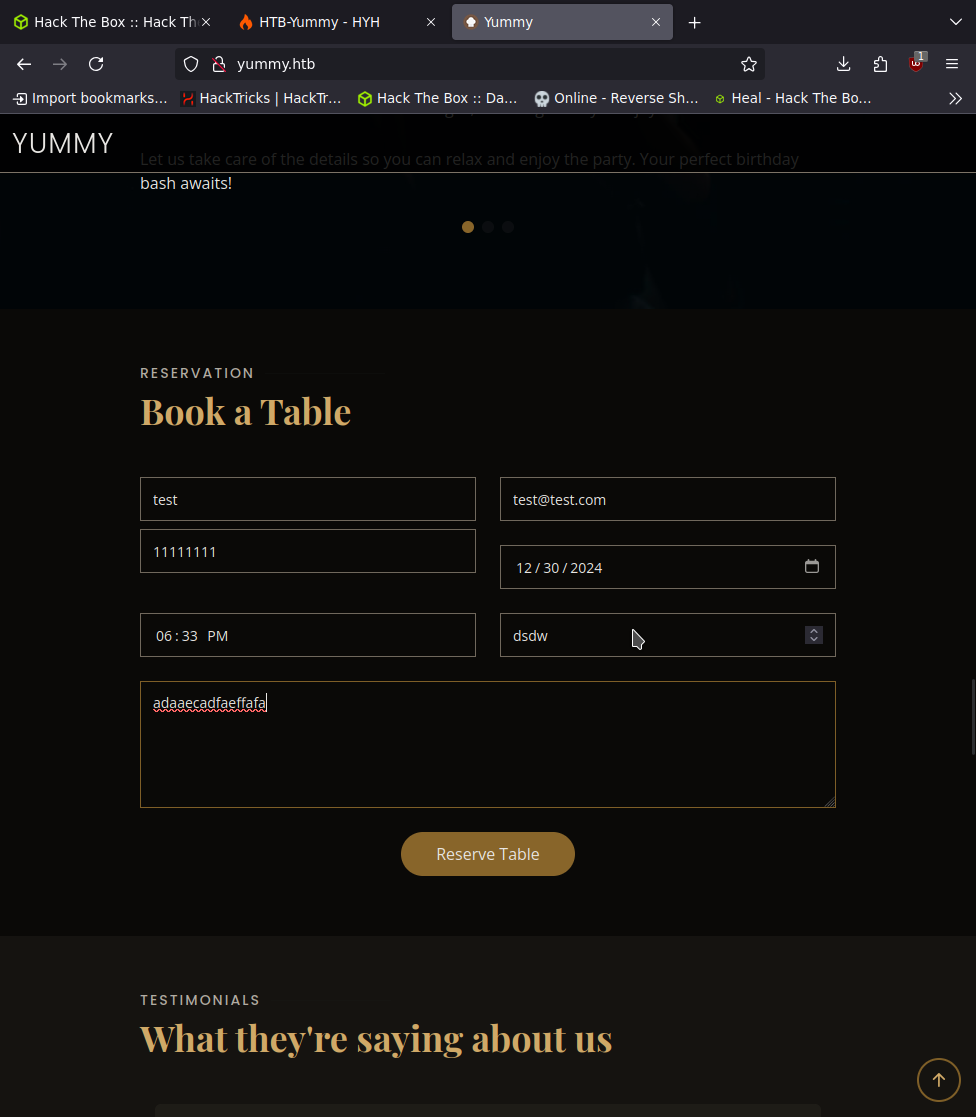 Hack The Box :: Hack Th
HTB-Yummy - HYH
Yummy
yummy.htb
1
Import bookmarks...
HackTricks | HackTr...
Hack The Box :: Da...
Online - Reverse Sh...
Heal - Hack The Bo...
YUMMY
Let us take care of the details so you can relax and enjoy the party. Your perfect birthday
bash awaits!
RESERVATION
Book a Table
test
test@test.com
11111111
12 / 30 / 2024
06 : 33 PM
dsdw
adaaecadfaeffafa
Reserve Table
TESTIMONIALS
What they're saying about us